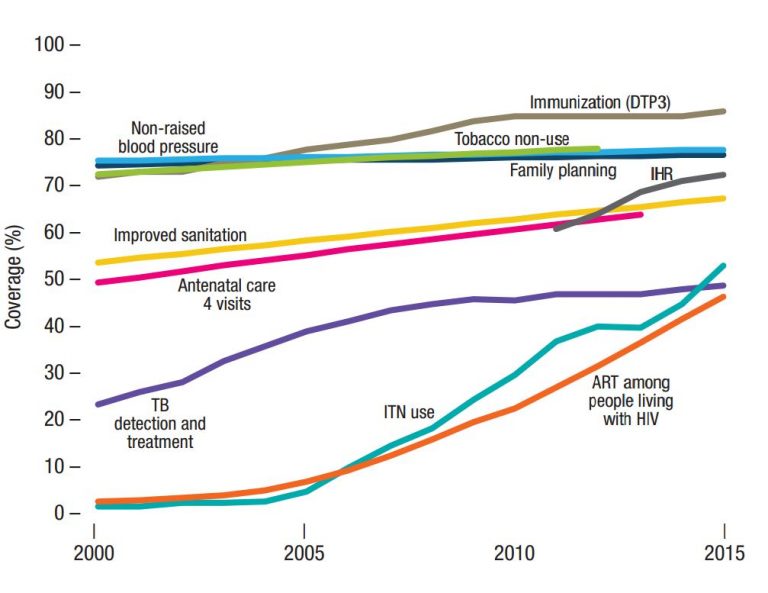 100
90
80
70
60
50
40
30
20
10
0
Coverage (%)
Non-raised
blood pressure
Immunization (DTP3)
Tobacco non-use
Family planning
IHR
Improved sanitation
Antenatal care
4 visits
TB
detection and
treatment
ITN use
ART among
people living
with HIV
2000
2005
2010
2015